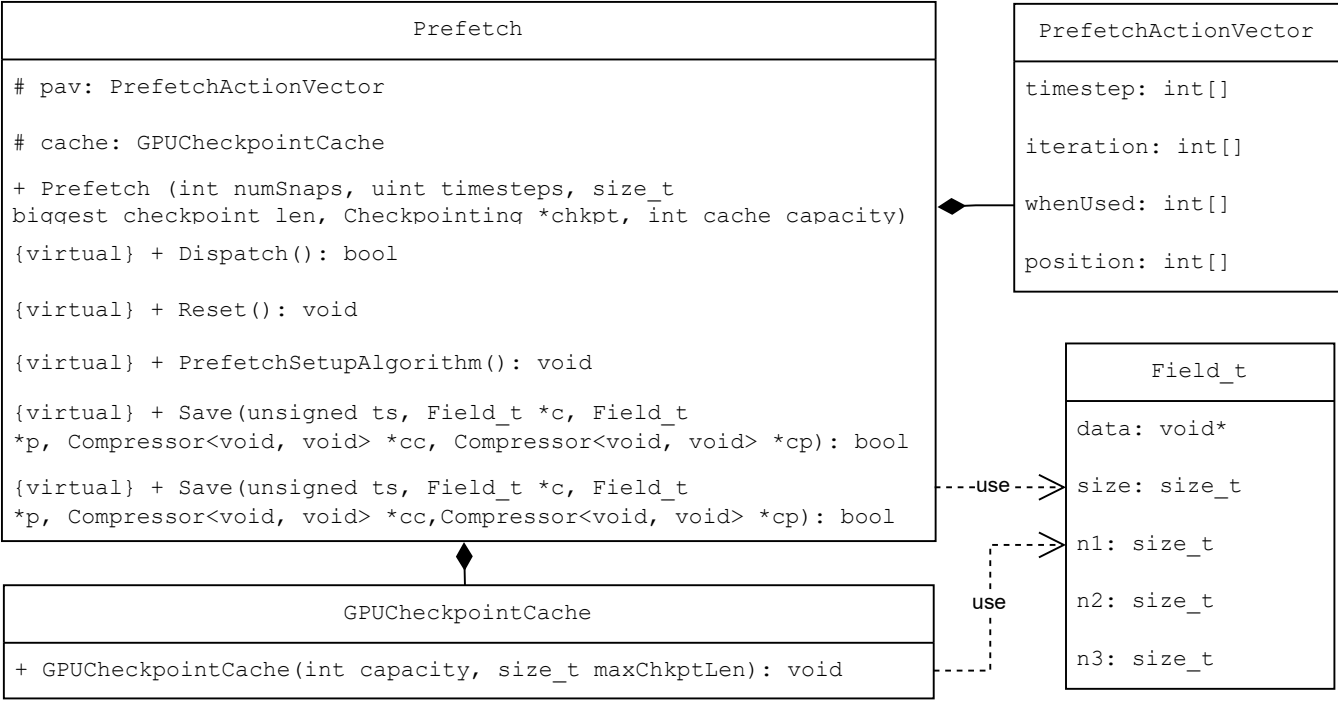 Prefetch
# pav: PrefetchActionVector
# cache: GPUCheckpointCache
+ Prefetch (int numSnaps, uint timesteps, size_t
biggest_checkpoint_len, Checkpointing *chkpt, int cache_capacity)
{virtual} + Dispatch(): bool
{virtual} + Reset(): void
{virtual} + PrefetchSetupAlgorithm(): void
{virtual} + Save(unsigned ts, Field_t *c, Field_t
*p, Compressor<void, void> *cc, Compressor<void, void> *cp): bool
{virtual} + Save(unsigned ts, Field_t *c, Field_t
*p, Compressor<void, void> *cc,Compressor<void, void> *cp): bool
PrefetchActionVector
timestep: int[]
iteration: int[]
whenUsed: int[]
position: int[]
Field_t
data: void*
size: size_t
n1: size_t
n2: size_t
n3: size_t
use
use
GPUCheckpointCache
+ GPUCheckpointCache(int capacity, size_t maxChkptLen): void